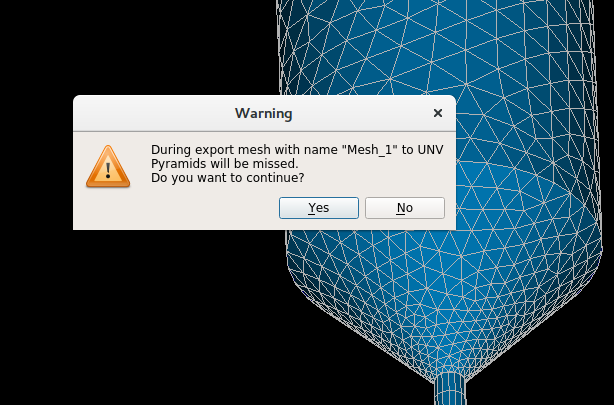 Warning
During export mesh with name "Mesh_1" to UNV
Pyramids will be missed.
Do you want to continue?
Yes No